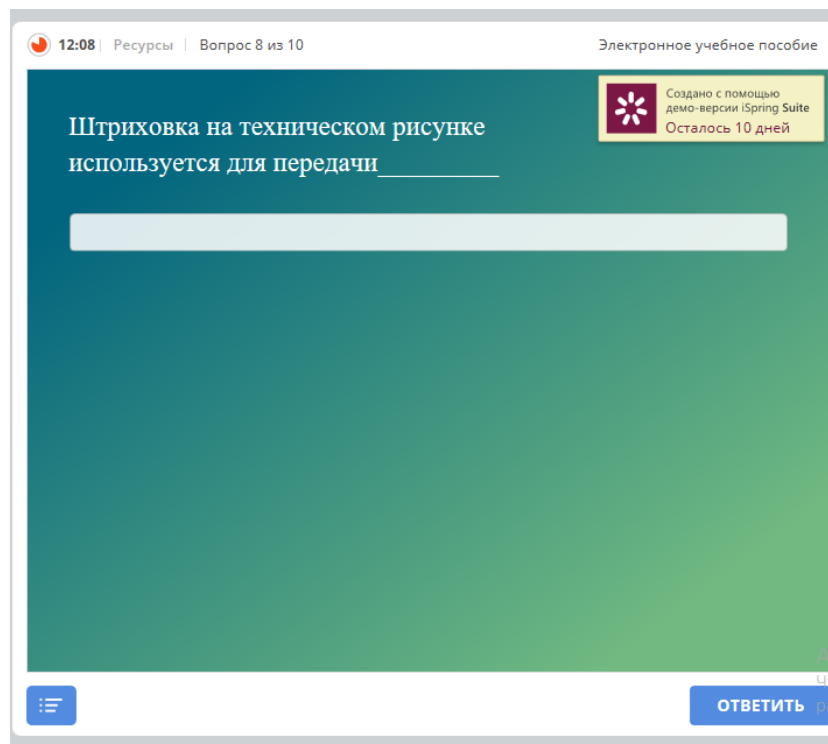 12:08 | Ресурсы | Вопрос 8 из 10
Электронное учебное пособие
Создано с помощью
демо-версии iSpring Suite
Осталось 10 дней
Штриховка на техническом рисунке
используется для передачи_________
ОТВЕТИТЬ